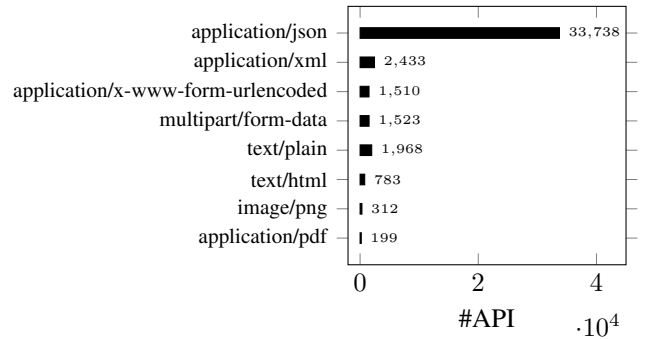 application/json 33,738
application/xml 2,433
application/x-www-form-urlencoded 1,510
multipart/form-data 1,523
text/plain 1,968
text/html 783
image/png 312
application/pdf 199
0 2 4
#API ·10⁴